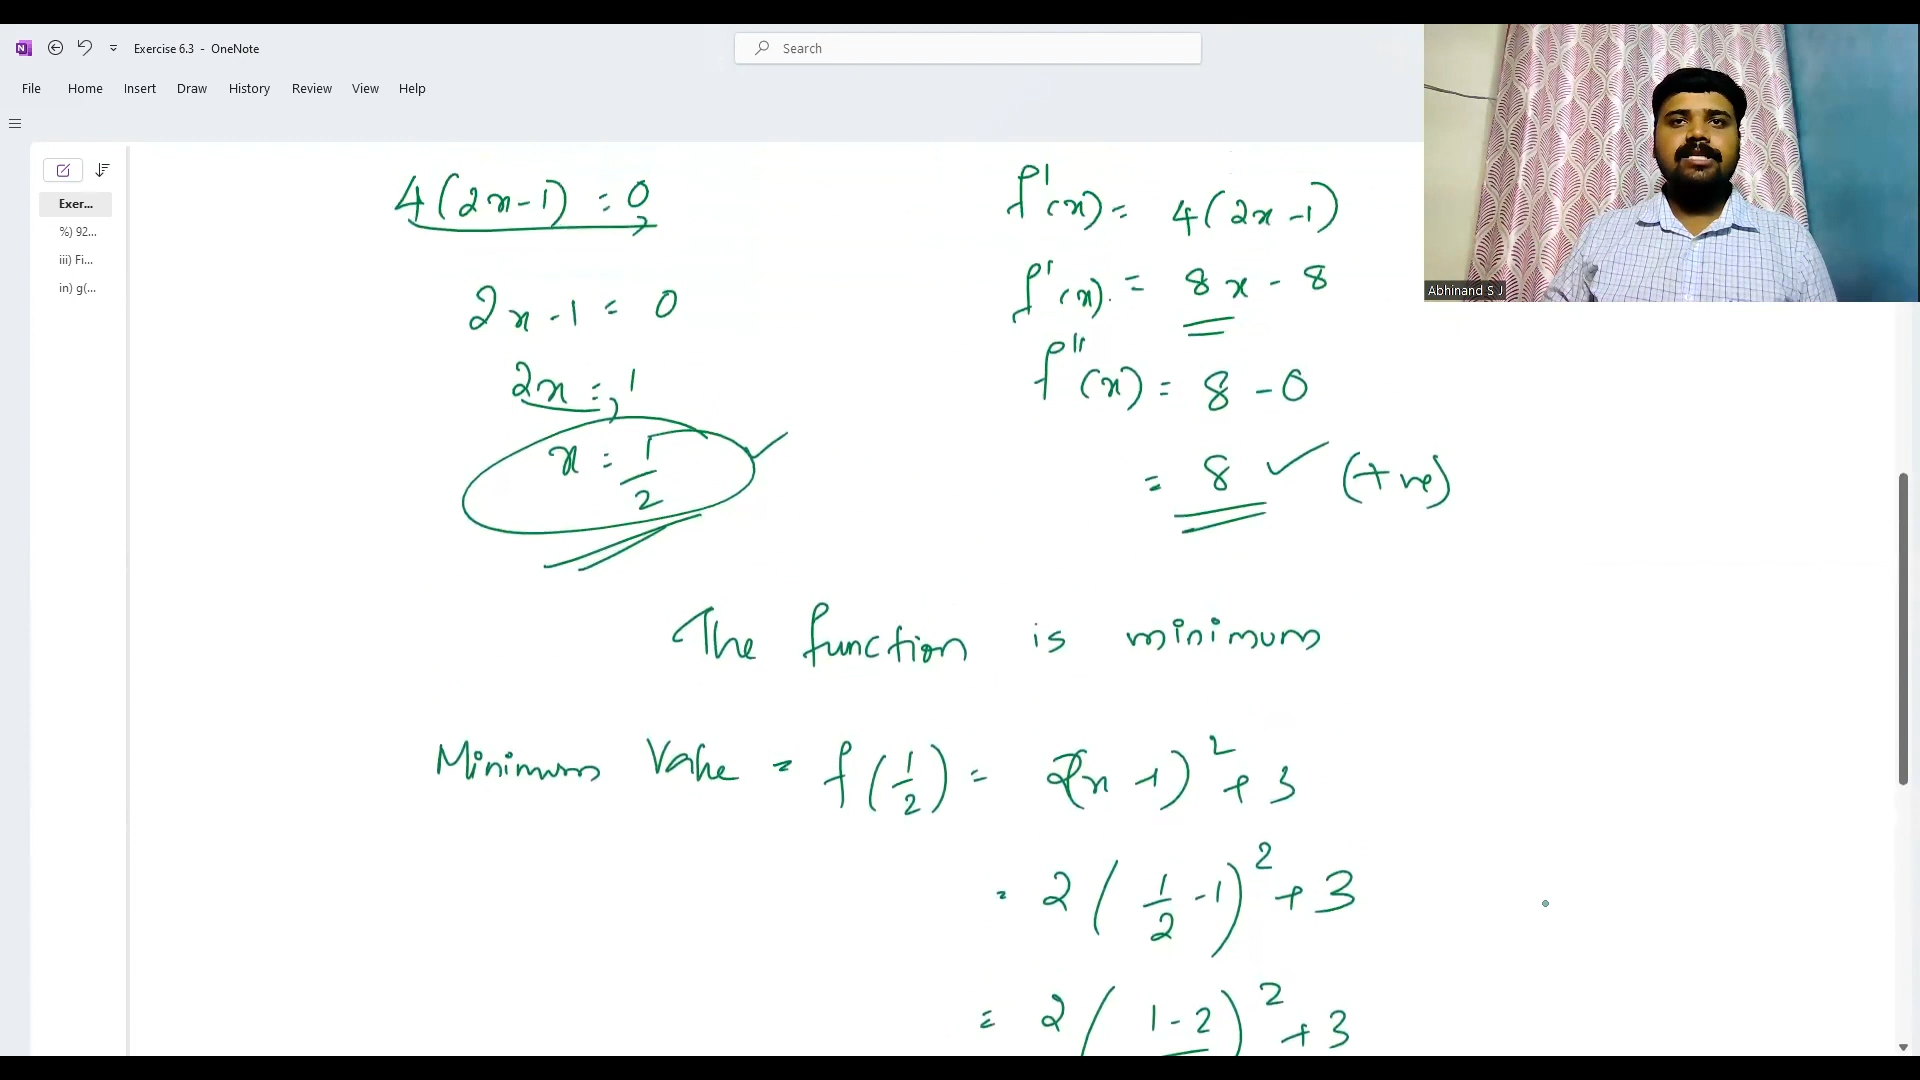 Exercise 6.3 - OneNote
Search
File Home Insert Draw History Review View Help
Exer...
%) 92...
iii) Fi...
in) g(...
Abhinand S J
4(2x-1) = 0
2x-1 = 0
2x = 1
x = 1/2
f'(x) = 4(2x-1)
f'(x) = 8x - 8
f''(x) = 8 - 0
= 8 ✓ (+ve)
The function is minimum
Minimum Value = f(1/2) = 2(x-1)² + 3
= 2(1/2 - 1)² + 3
= 2(1-2)² + 3